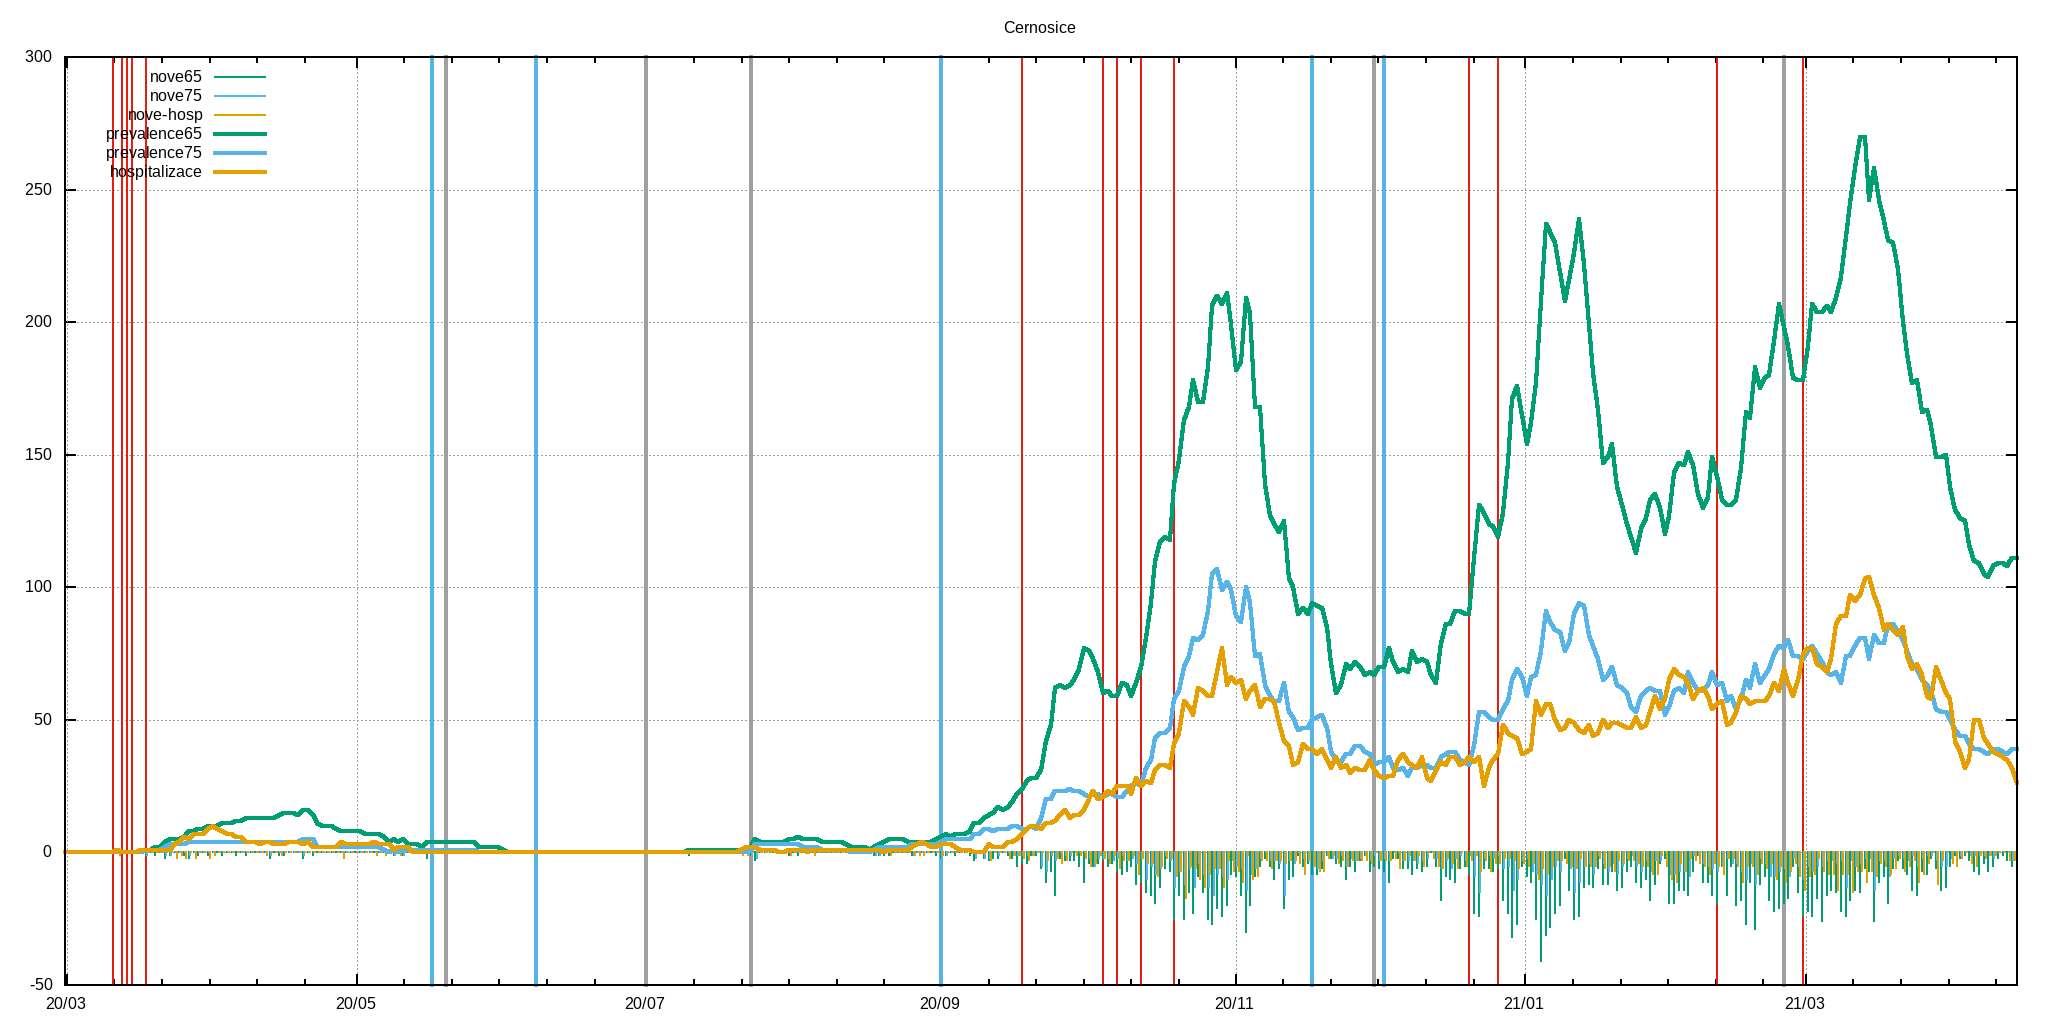 Cernosice
300
nove65
nove75
nove-hosp
prevalence65
prevalence75
hospitalizace
250
200
150
100
50
0
-50
20/03 20/05 20/07 20/09 20/11 21/01 21/03